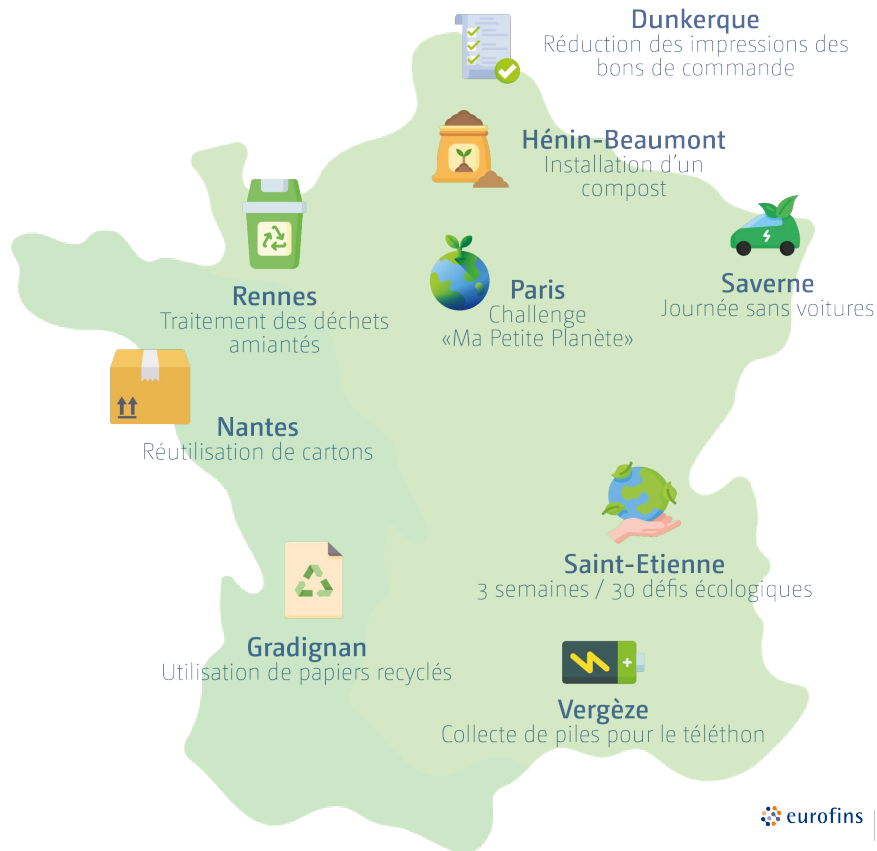 Dunkerque
Réduction des impressions des
bons de commande
Hénin-Beaumont
Installation d'un
compost
Rennes
Traitement des déchets
amiantés
Paris
Challenge
«Ma Petite Planète»
Saverne
Journée sans voitures
Nantes
Réutilisation de cartons
Saint-Etienne
3 semaines / 30 défis écologiques
Gradignan
Utilisation de papiers recyclés
Vergèze
Collecte de piles pour le téléthon
eurofins